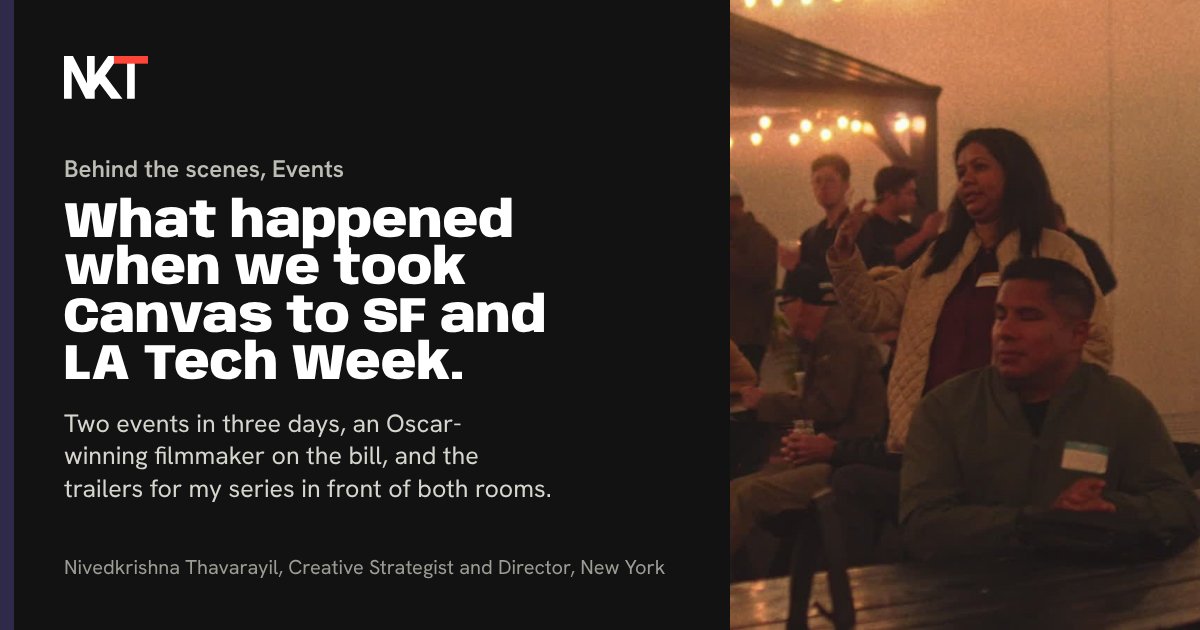 NKT
Behind the scenes, Events
What happened
when we took
Canvas to SF and
LA Tech Week.
Two events in three days, an Oscar-
winning filmmaker on the bill, and the
trailers for my series in front of both rooms.
Nivedkrishna Thavarayil, Creative Strategist and Director, New York